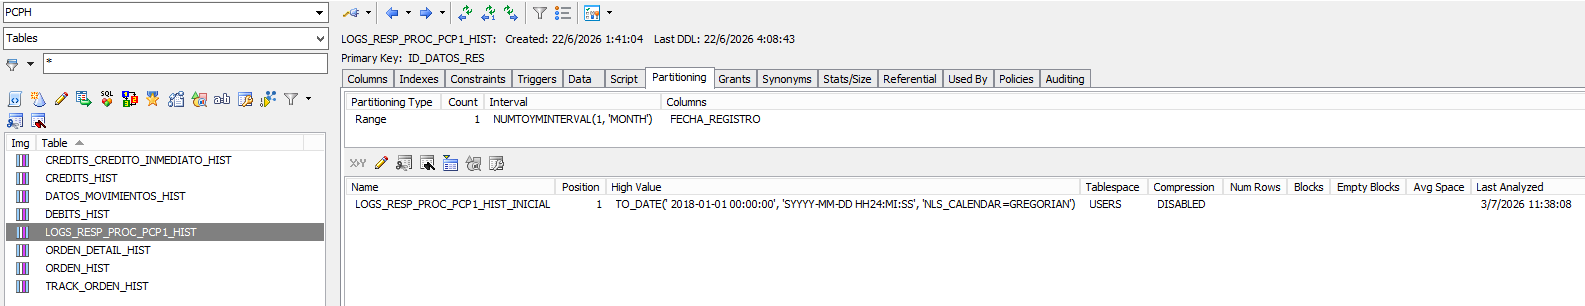 PCPH
Tables
*
SQL
ab
Img Table
CREDITS_CREDITO_INMEDIATO_HIST
CREDITS_HIST
DATOS_MOVIMIENTOS_HIST
DEBITS_HIST
LOGS_RESP_PROC_PCP1_HIST
ORDEN_DETAIL_HIST
ORDEN_HIST
TRACK_ORDEN_HIST
LOGS_RESP_PROC_PCP1_HIST: Created: 22/6/2026 1:41:04 Last DDL: 22/6/2026 4:08:43
Primary Key: ID_DATOS_RES
Columns Indexes Constraints Triggers Data Script Partitioning Grants Synonyms Stats/Size Referential Used By Policies Auditing
Partitioning Type Count Interval Columns
Range 1 NUMTOYMINTERVAL(1, 'MONTH') FECHA_REGISTRO
Name Position High Value Tablespace Compression Num Rows Blocks Empty Blocks Avg Space Last Analyzed
LOGS_RESP_PROC_PCP1_HIST_INICIAL 1 TO_DATE(' 2018-01-01 00:00:00', 'SYYYY-MM-DD HH24:MI:SS', 'NLS_CALENDAR=GREGORIAN') USERS DISABLED 3/7/2026 11:38:08